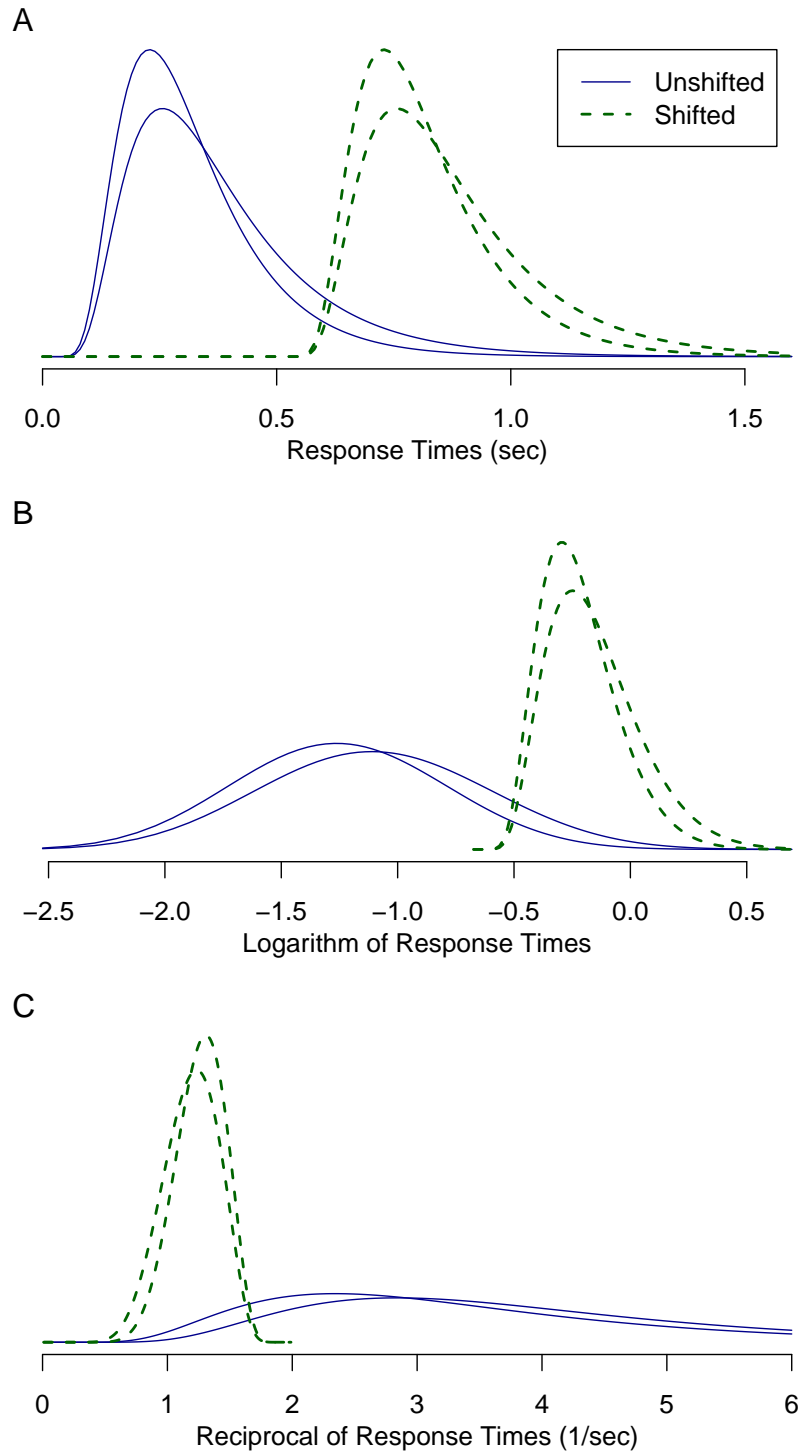 A
Unshifted
Shifted
0.0 0.5 1.0 1.5
Response Times (sec)
B
−2.5 −2.0 −1.5 −1.0 −0.5 0.0 0.5
Logarithm of Response Times
C
0 1 2 3 4 5 6
Reciprocal of Response Times (1/sec)